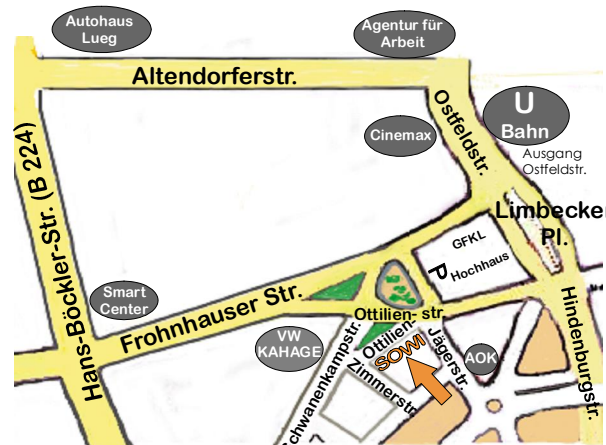 Autohaus
Lueg
Agentur für
Arbeit
Altendorferstr.
Ostfeldstr.
U
Bahn
Cinemax
Ausgang
Ostfeldstr.
Hans-Böckler-Str. (B 224)
Limbecker
Pl.
GFKL
P
Hochhaus
Smart
Center
Frohnhauser Str.
Ottilien- str.
Hindenburgstr.
VW
KAHAGE
Schwanenkampstr.
Ottilien-
SOWI
Zimmerstr.
Jägerstr.
AOK